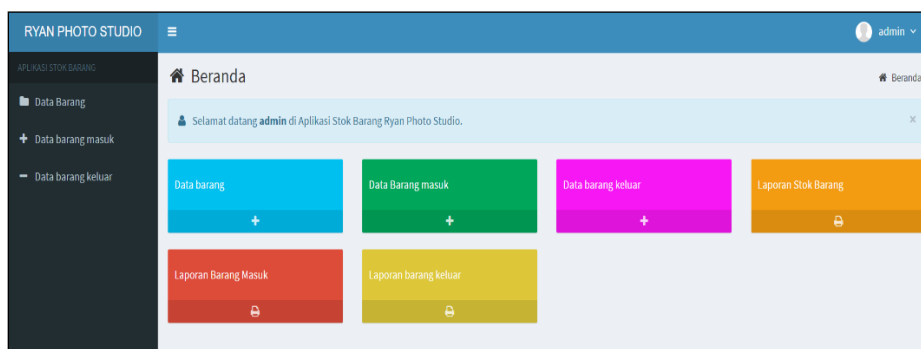 RYAN PHOTO STUDIO
admin
APLIKASI STOK BARANG
Data Barang
Data barang masuk
Data barang keluar
Beranda
Beranda
Selamat datang admin di Aplikasi Stok Barang Ryan Photo Studio.
×
Data barang
Data Barang masuk
Data barang keluar
Laporan Stok Barang
Laporan Barang Masuk
Laporan barang keluar